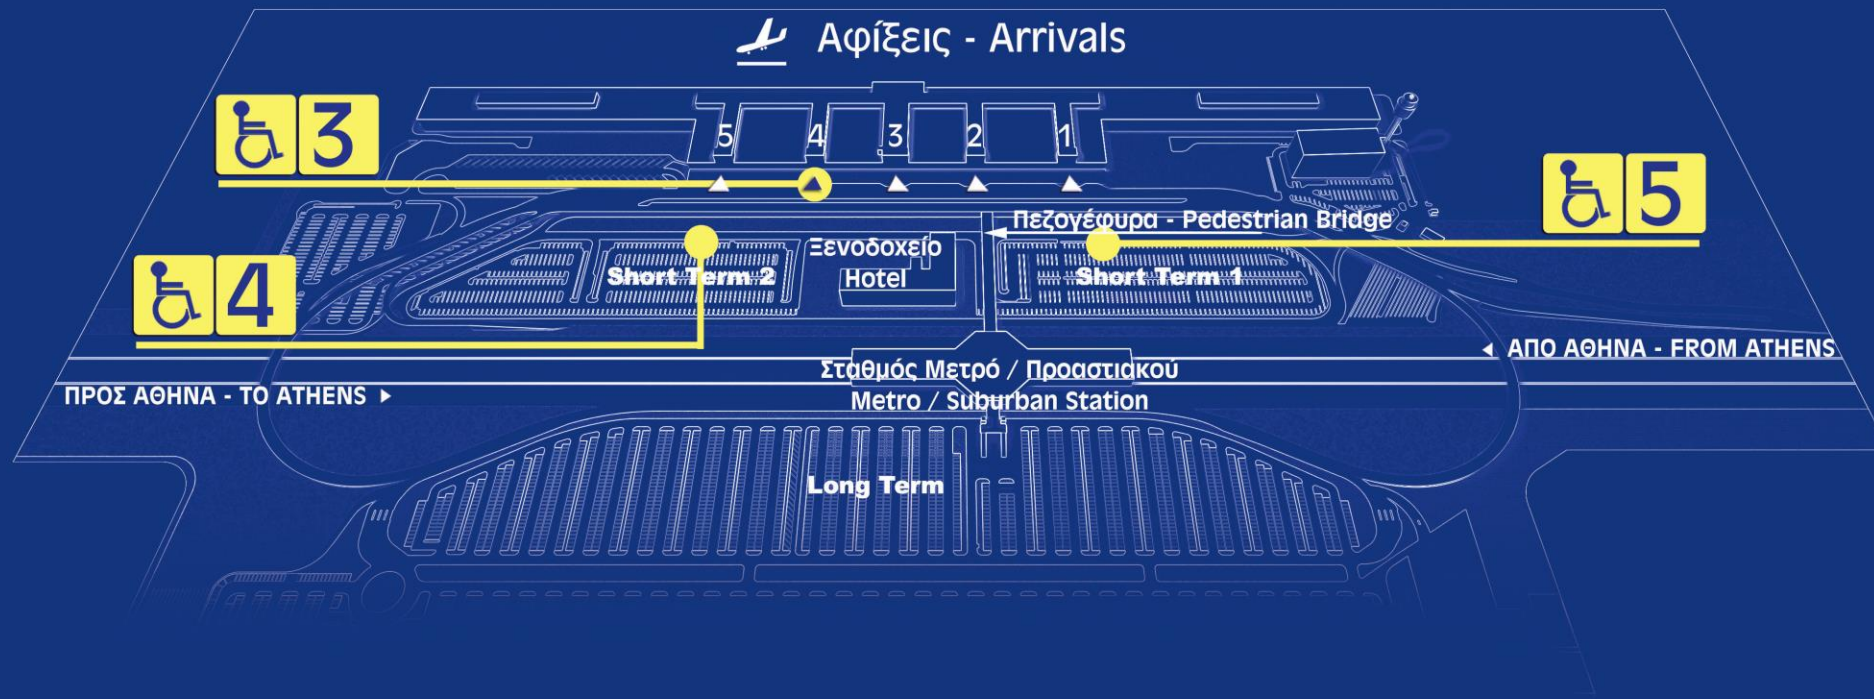 Αφίξεις - Arrivals
3
5 4 3 2 1
5
Πεζογέφυρα - Pedestrian Bridge
Ξενοδοχείο
Hotel
Short Term 2
Short Term 1
4
ΑΠΟ ΑΘΗΝΑ - FROM ATHENS
Σταθμός Μετρό / Προαστιακού
ΠΡΟΣ ΑΘΗΝΑ - TO ATHENS
Metro / Suburban Station
Long Term